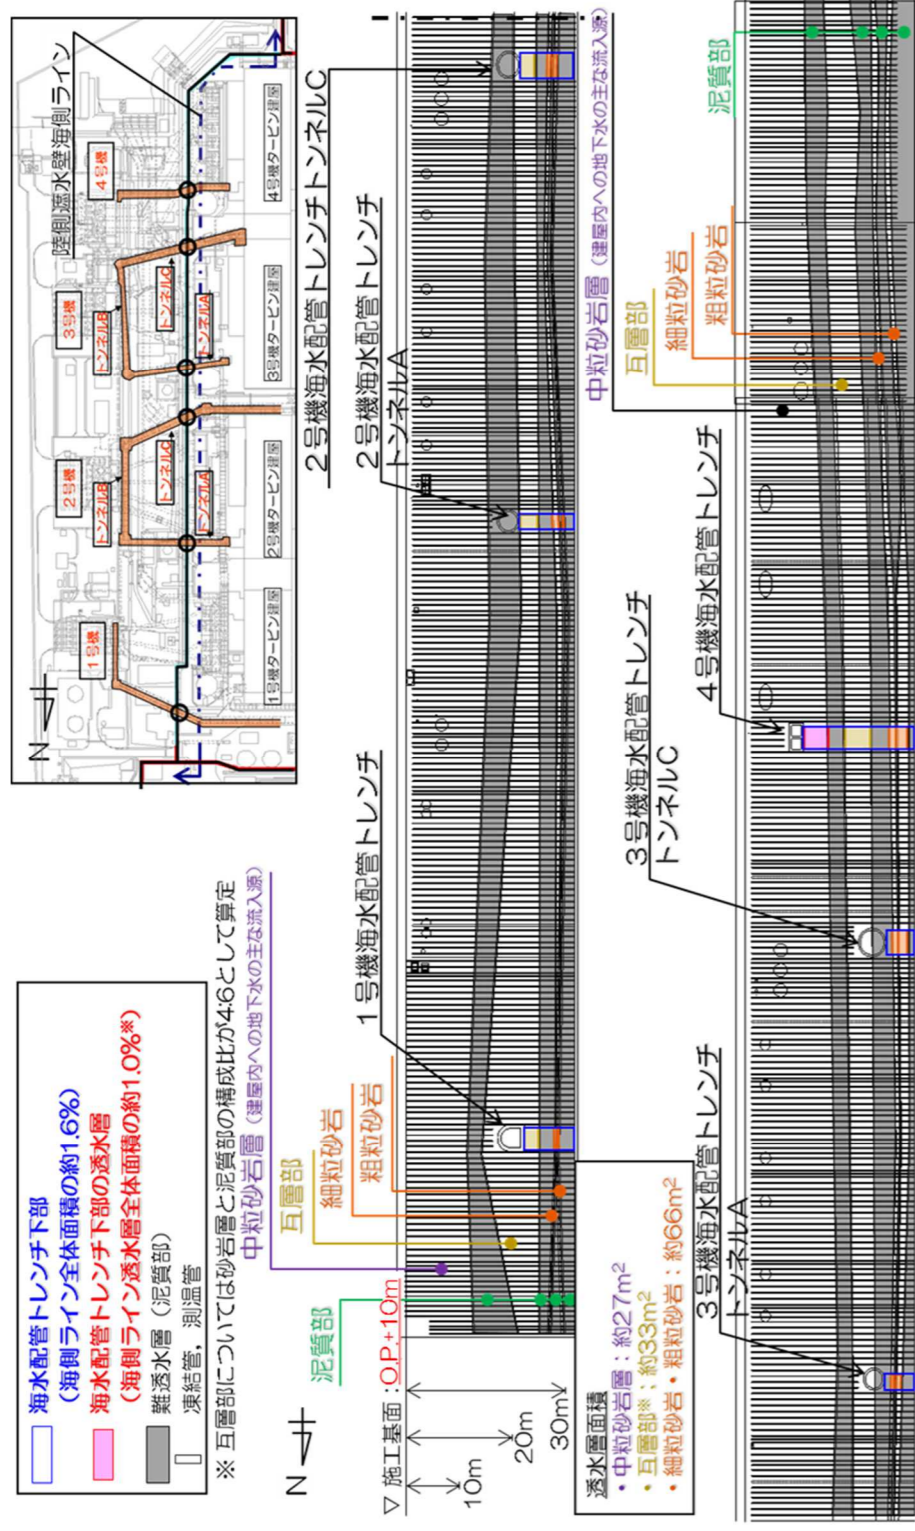 海水配管トレンチ下部
(海側ライン全体面積の約1.6%)
海水配管トレンチ下部の透水層
(海側ライン透水層全体面積の約1.0%※)
難透水層(泥質部)
凍結管，測温管
※ 互層部については砂岩層と泥質部の構成比が4:6として算定
N
陸側遮水壁海側ライン
1号機
2号機
3号機
4号機
トンネルB
トンネルB
トンネルC
トンネルC
トンネルA
トンネルA
1号機タービン建屋
2号機タービン建屋
3号機タービン建屋
4号機タービン建屋
N
泥質部
中粒砂岩層(建屋内への地下水の主な流入源)
互層部
細粒砂岩
粗粒砂岩
1号機海水配管トレンチ
2号機海水配管トレンチ
トンネルA
2号機海水配管トレンチトンネルC
▽ 施工基面：O.P.+10m
10m
20m
30m
透水層面積
・中粒砂岩層：約27m²
・互層部※：約33m²
・細粒砂岩・粗粒砂岩：約66m²
3号機海水配管トレンチ
トンネルA
3号機海水配管トレンチ
トンネルC
4号機海水配管トレンチ
中粒砂岩層(建屋内への地下水の主な流入源)
互層部
細粒砂岩
粗粒砂岩
泥質部